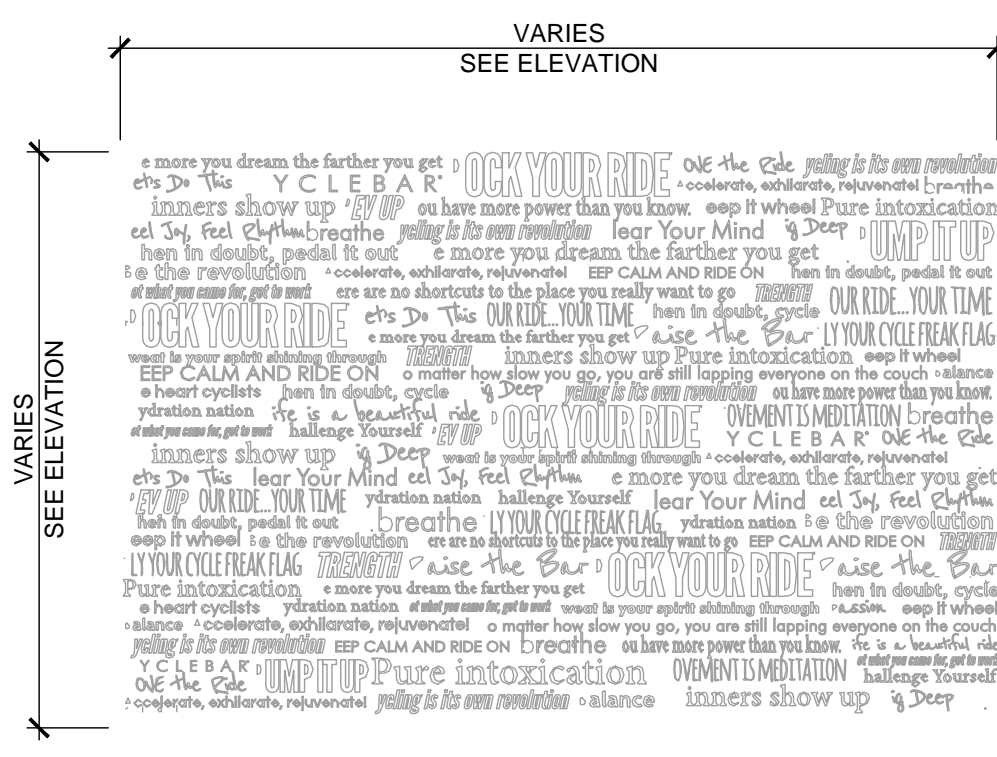 VARIES
SEE ELEVATION
VARIES
SEE ELEVATION
e more you dream the farther you get OCK YOUR RIDE OVE the Ride ycling is its own revolution
et's Do This YCLEBAR ccelerate, exhilarate, rejuvenate! breathe
inners show up 'EV UP ou have more power than you know. eep it wheel Pure intoxication
eel Joy, Feel Rhythm breathe ycling is its own revolution lear Your Mind ig Deep UMP IT UP
hen in doubt, pedal it out e more you dream the farther you get
e the revolution ccelerate, exhilarate, rejuvenate! EEP CALM AND RIDE ON hen in doubt, pedal it out
et what you came for, get to work ere are no shortcuts to the place you really want to go TRENGTH OUR RIDE...YOUR TIME
OCK YOUR RIDE et's Do This OUR RIDE...YOUR TIME hen in doubt, cycle
e more you dream the farther you get aise the Bar LY YOUR CYCLE FREAK FLAG
weat is your spirit shining through TRENGTH inners show up Pure intoxication eep it wheel
EEP CALM AND RIDE ON o matter how slow you go, you are still lapping everyone on the couch alance
e heart cyclists hen in doubt, cycle ig Deep ycling is its own revolution ou have more power than you know.
ydration nation ife is a beautiful ride OCK YOUR RIDE OVEMENT IS MEDITATION breathe
et what you came for, get to work hallenge Yourself 'EV UP YCLEBAR OVE the Ride
inners show up ig Deep weat is your spirit shining through ccelerate, exhilarate, rejuvenate!
et's Do This lear Your Mind eel Joy, Feel Rhythm e more you dream the farther you get
'EV UP OUR RIDE...YOUR TIME ydration nation hallenge Yourself lear Your Mind eel Joy, Feel Rhythm
hen in doubt, pedal it out breathe LY YOUR CYCLE FREAK FLAG ydration nation e the revolution
eep it wheel e the revolution ere are no shortcuts to the place you really want to go EEP CALM AND RIDE ON TRENGTH
LY YOUR CYCLE FREAK FLAG TRENGTH aise the Bar OCK YOUR RIDE aise the Bar
Pure intoxication e more you dream the farther you get hen in doubt, cycle
e heart cyclists ydration nation et what you came for, get to work weat is your spirit shining through passion eep it wheel
alance ccelerate, exhilarate, rejuvenate! o matter how slow you go, you are still lapping everyone on the couch
ycling is its own revolution EEP CALM AND RIDE ON breathe ou have more power than you know. ife is a beautiful ride
YCLEBAR UMP IT UP Pure intoxication OVEMENT IS MEDITATION et what you came for, get to work
OVE the Ride hallenge Yourself
ccelerate, exhilarate, rejuvenate! ycling is its own revolution alance inners show up ig Deep